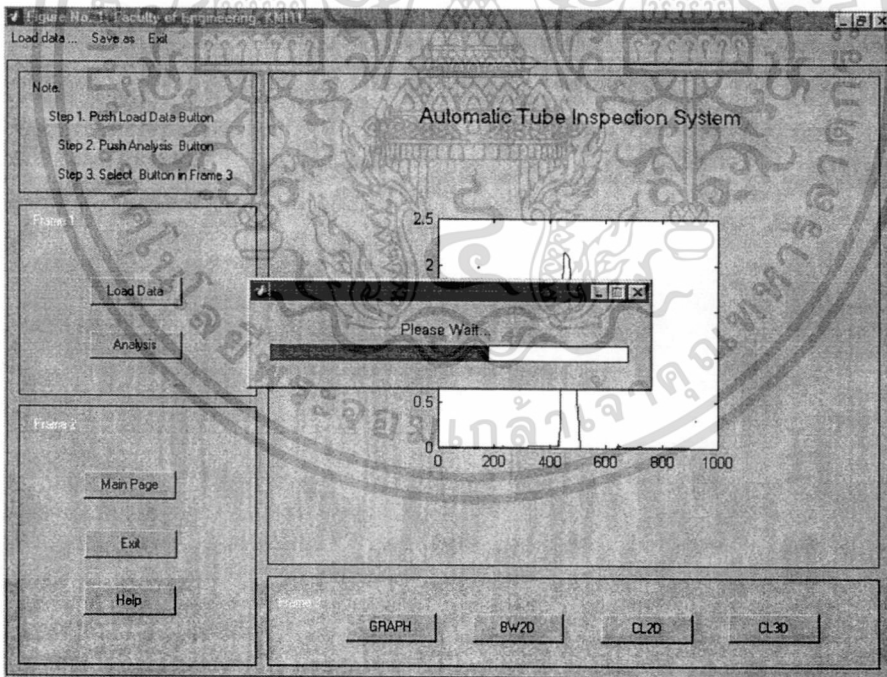 Figure No. 1: Faculty of Engineering, KMITL
Load data ... Save as Exit
Note.
Step 1. Push Load Data Button
Step 2. Push Analysis Button
Step 3. Select Button in Frame 3
Automatic Tube Inspection System
Frame 1
Load Data
Analysis
2.5
2
Please Wait...
0.5
0
0 200 400 600 800 1000
Frame 2
Main Page
Exit
Help
Frame 3
GRAPH BW2D CL2D CL3D